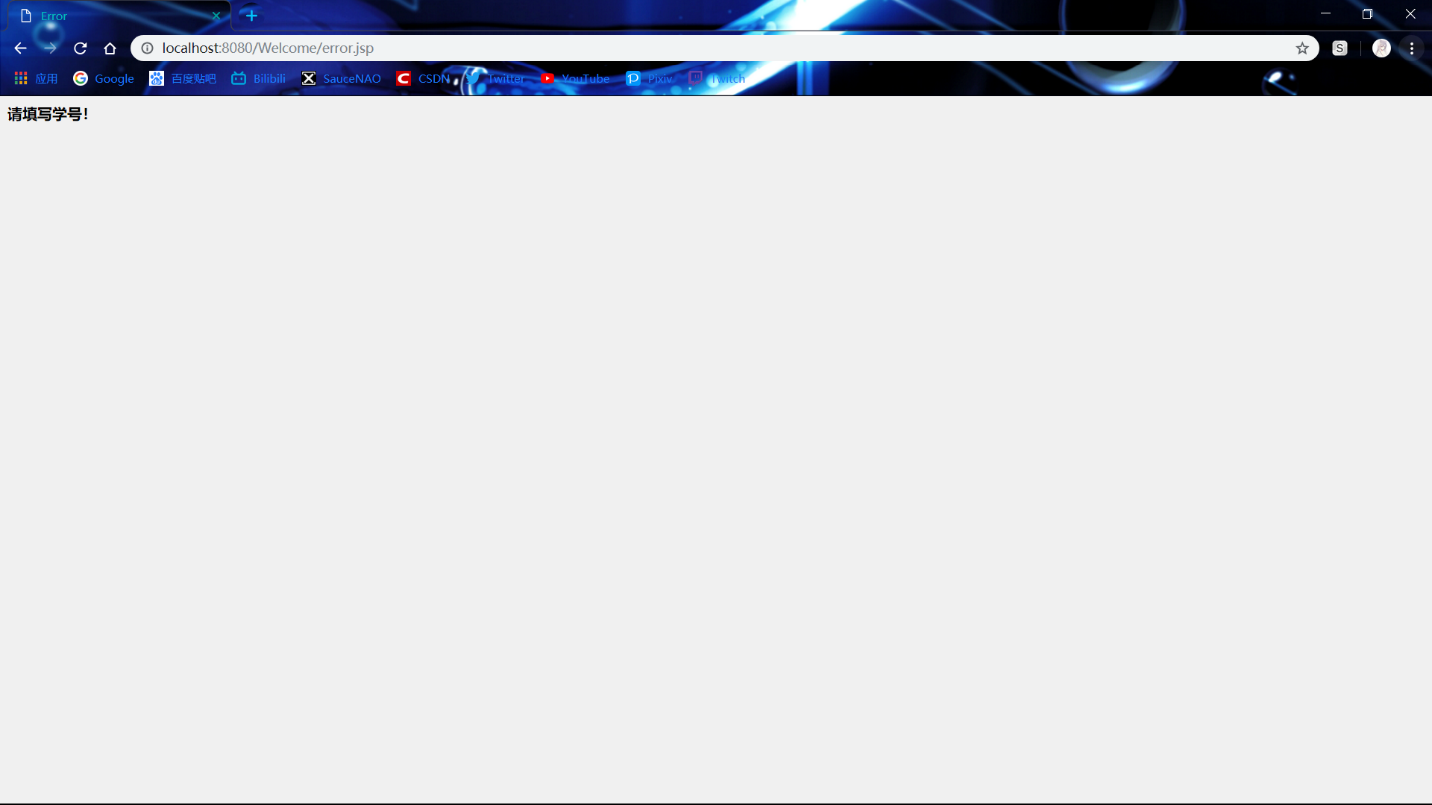 Error
localhost:8080/Welcome/error.jsp
S
应用 Google 百度贴吧 Bilibili SauceNAO CSDN Twitter YouTube Pixiv Twitch
请填写学号！